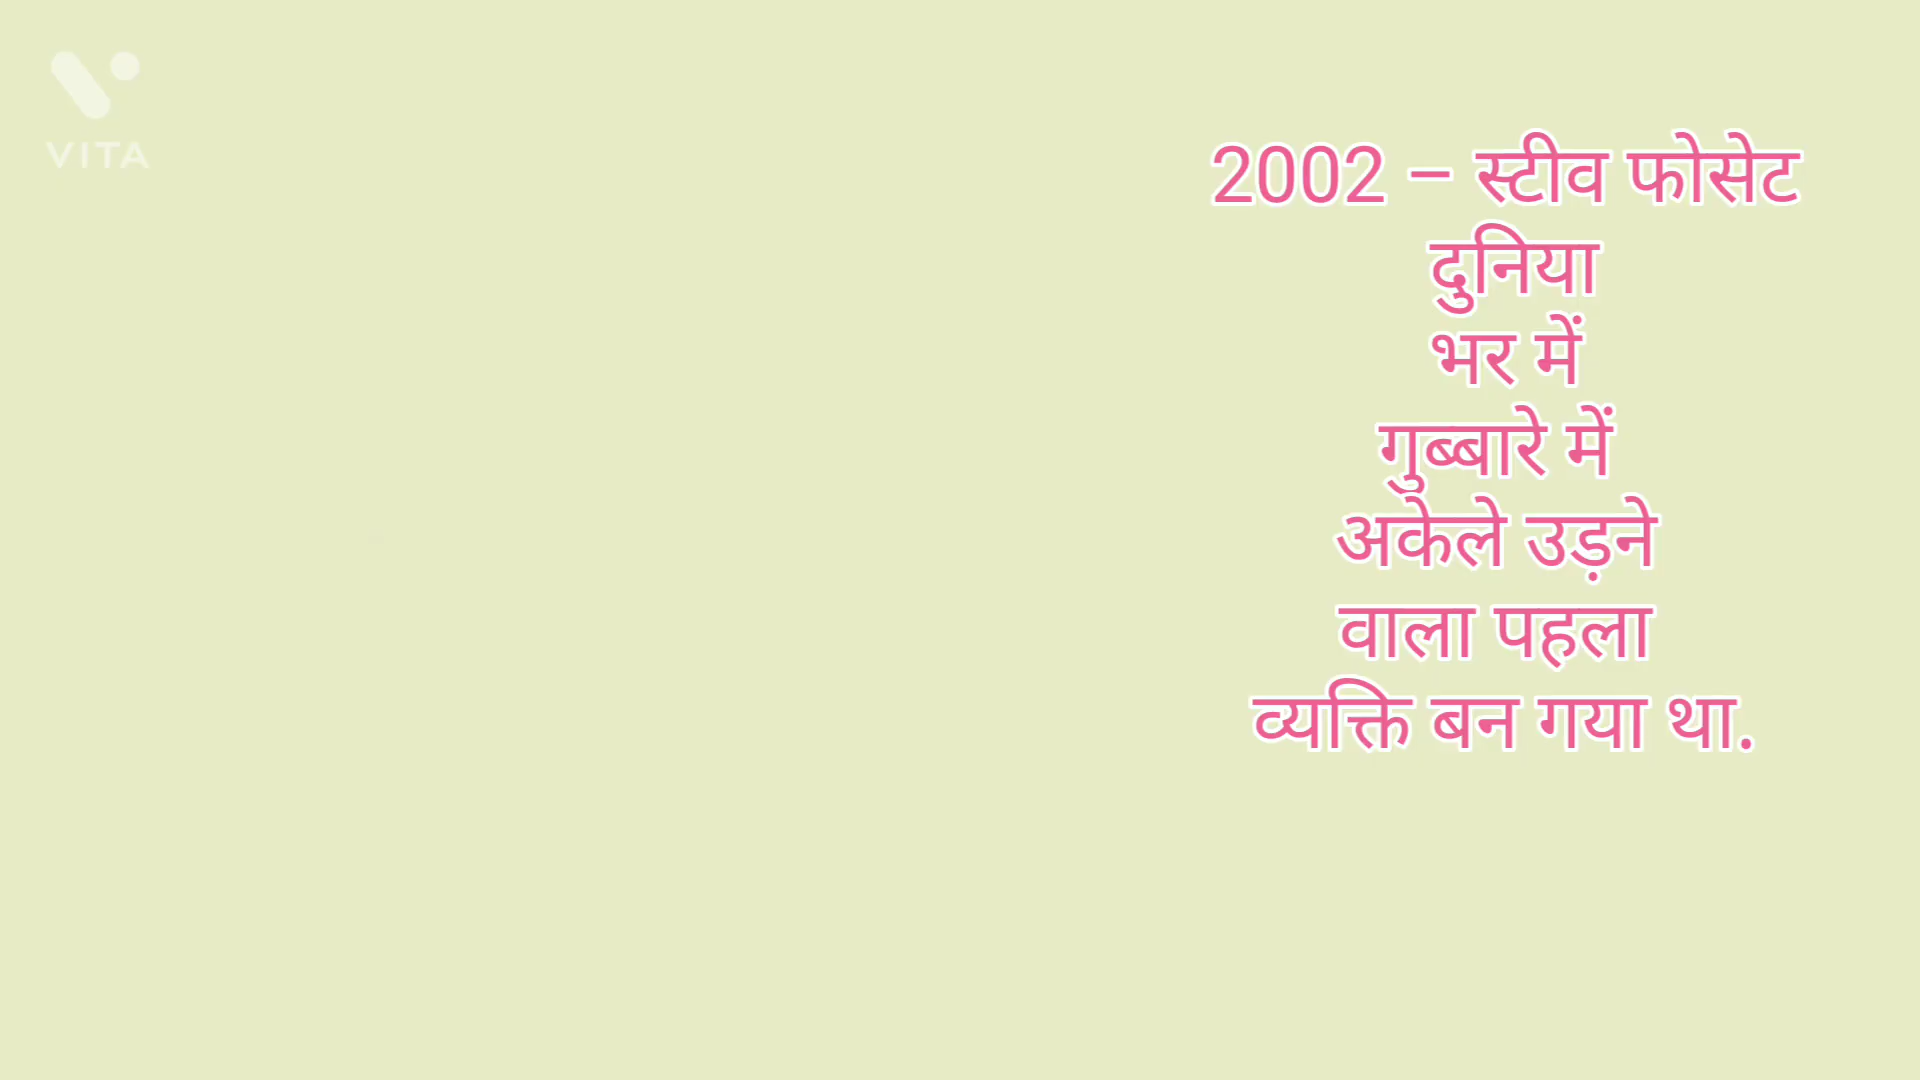 VITA
2002 – स्टीव फोसेट
दुनिया
भर में
गुब्बारे में
अकेले उड़ने
वाला पहला
व्यक्ति बन गया था.